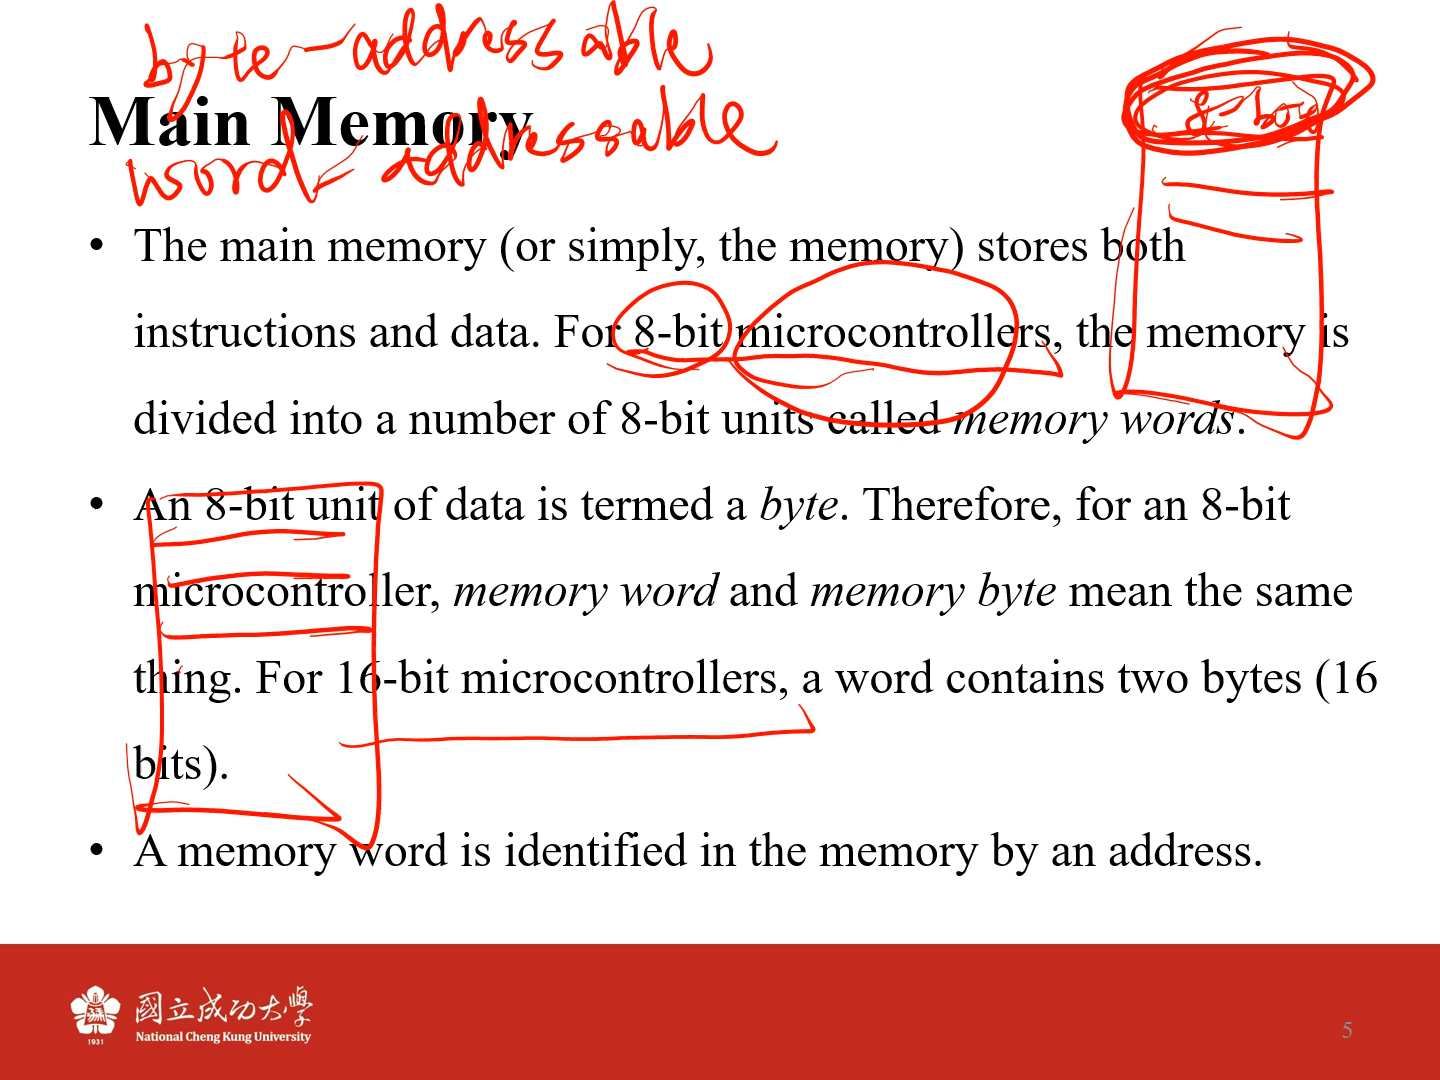 byte-addressable
Main Memory
word-addressable
• The main memory (or simply, the memory) stores both
instructions and data. For 8-bit microcontrollers, the memory is
divided into a number of 8-bit units called memory words.
• An 8-bit unit of data is termed a byte. Therefore, for an 8-bit
microcontroller, memory word and memory byte mean the same
thing. For 16-bit microcontrollers, a word contains two bytes (16
bits).
• A memory word is identified in the memory by an address.
國立成功大學
National Cheng Kung University
1931
5